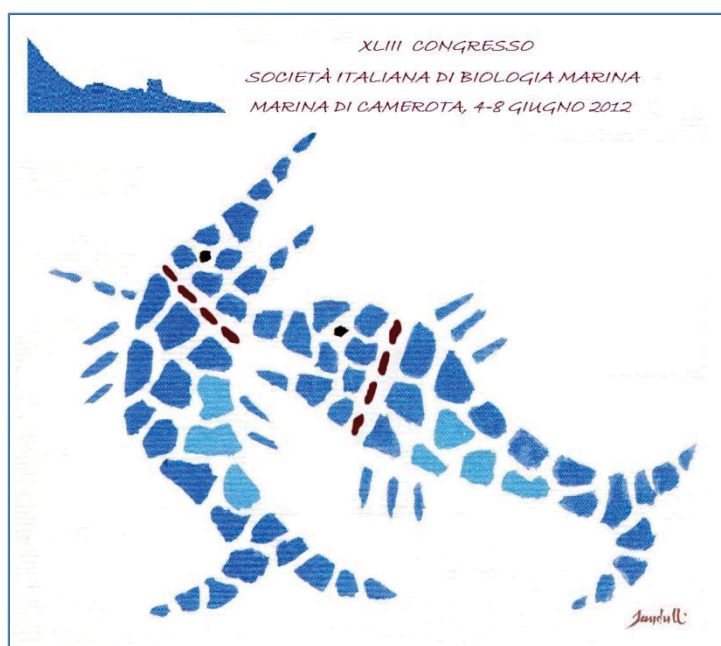 XLIII CONGRESSO
SOCIETÀ ITALIANA DI BIOLOGIA MARINA
MARINA DI CAMEROTA, 4-8 GIUGNO 2012